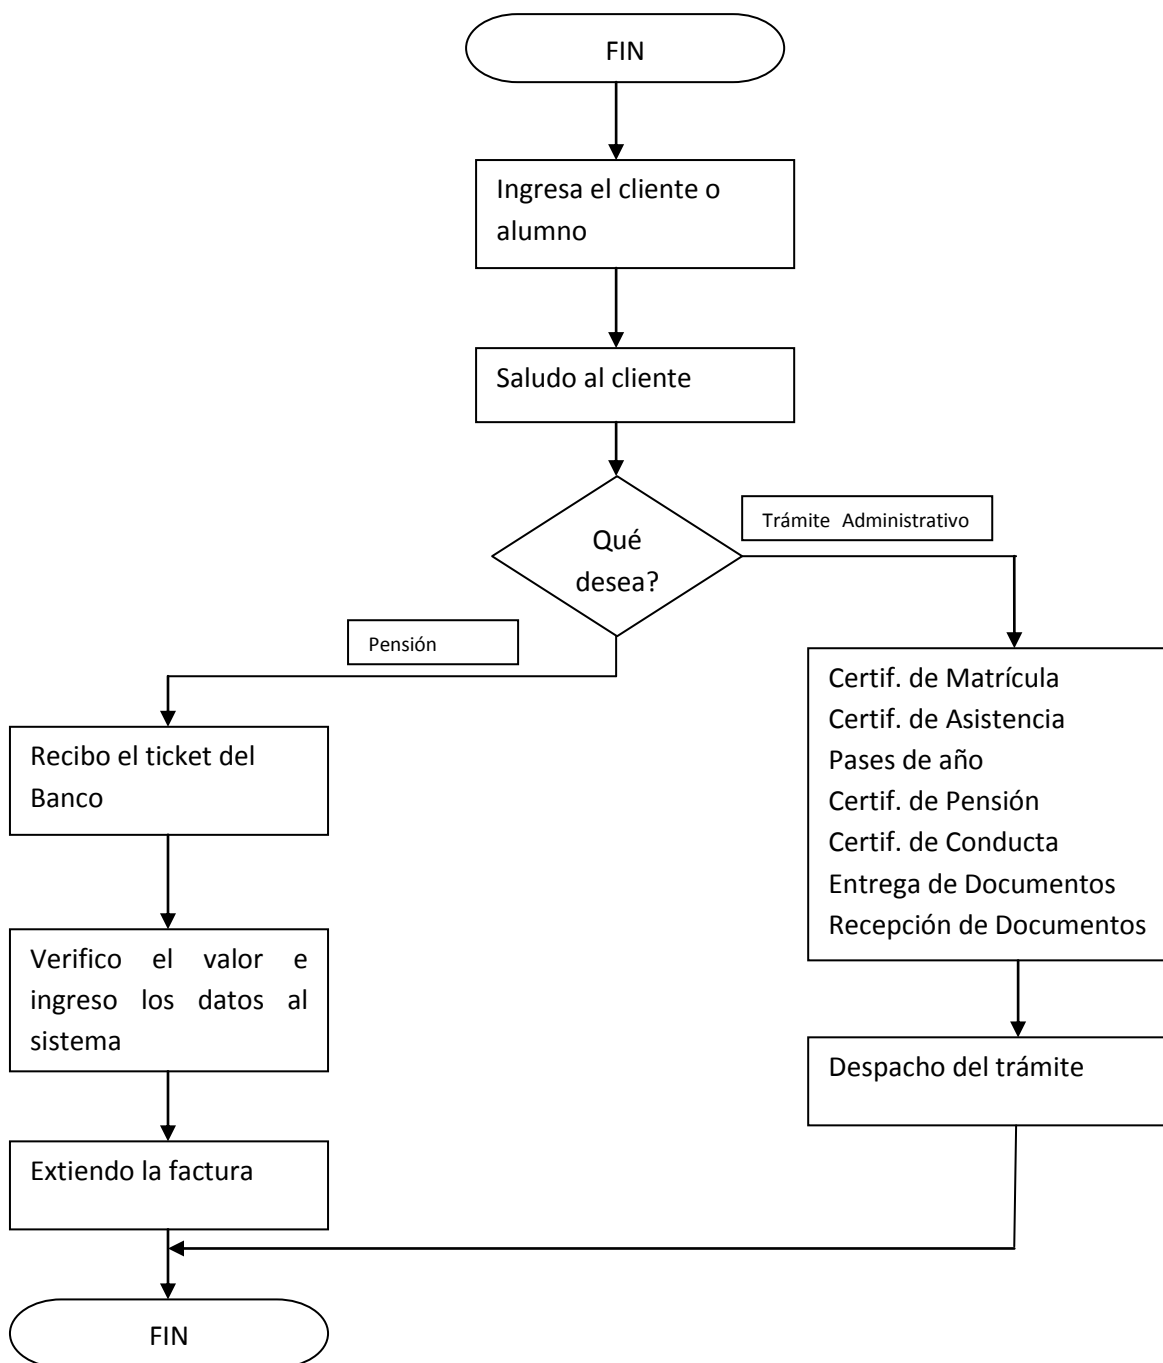 FIN
Ingresa el cliente o
alumno
Saludo al cliente
Qué
desea?
Trámite Administrativo
Pensión
Recibo el ticket del
Banco
Verifico el valor e
ingreso los datos al
sistema
Extiendo la factura
Certif. de Matrícula
Certif. de Asistencia
Pases de año
Certif. de Pensión
Certif. de Conducta
Entrega de Documentos
Recepción de Documentos
Despacho del trámite
FIN